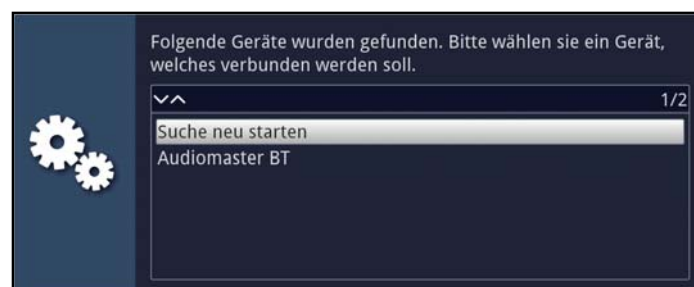 Folgende Geräte wurden gefunden. Bitte wählen sie ein Gerät,
welches verbunden werden soll.
1/2
Suche neu starten
Audiomaster BT